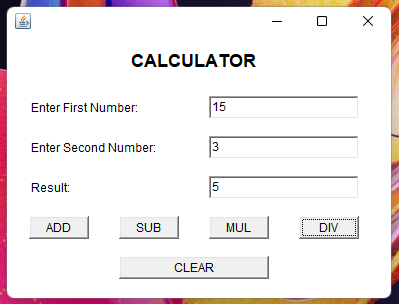 CALCULATOR
Enter First Number: 15
Enter Second Number: 3
Result: 5
ADD SUB MUL DIV
CLEAR